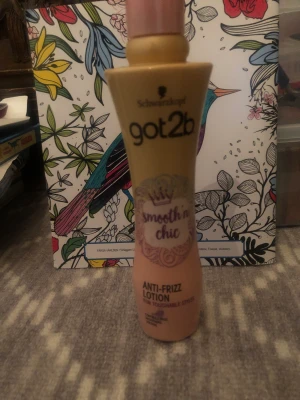 Schwarzkopf
got2b
smooth'n
chic
ANTI-FRIZZ
LOTION